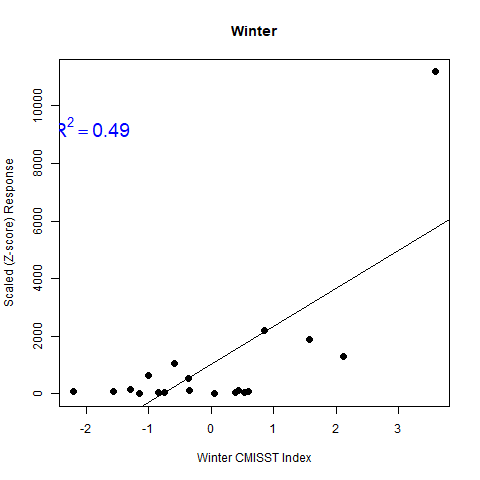 Winter
R² = 0.49
Scaled (Z-score) Response
10000
8000
6000
4000
2000
0
-2 -1 0 1 2 3
Winter CMISST Index